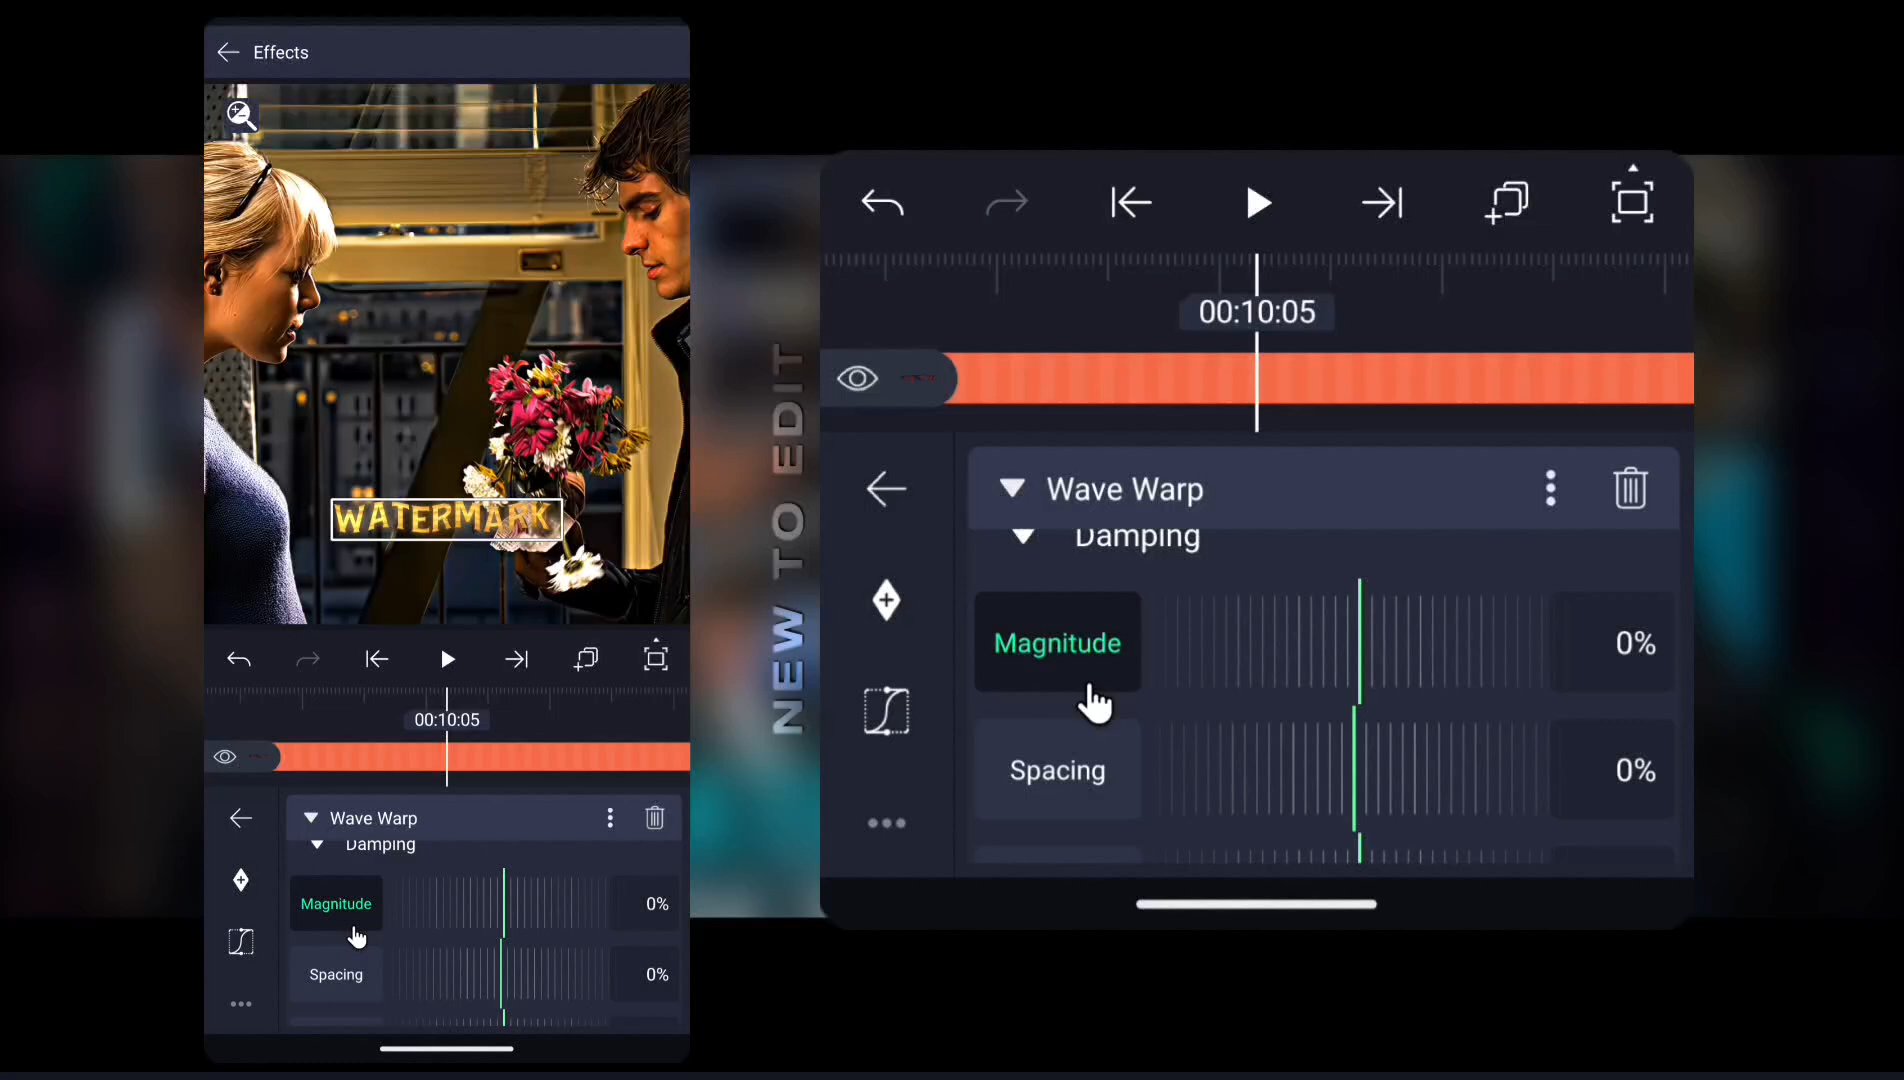 Effects
WATERMARK
00:10:05
Wave Warp
Damping
Magnitude
0%
Spacing
0%
NEW TO EDIT
00:10:05
Wave Warp
Damping
Magnitude
0%
Spacing
0%